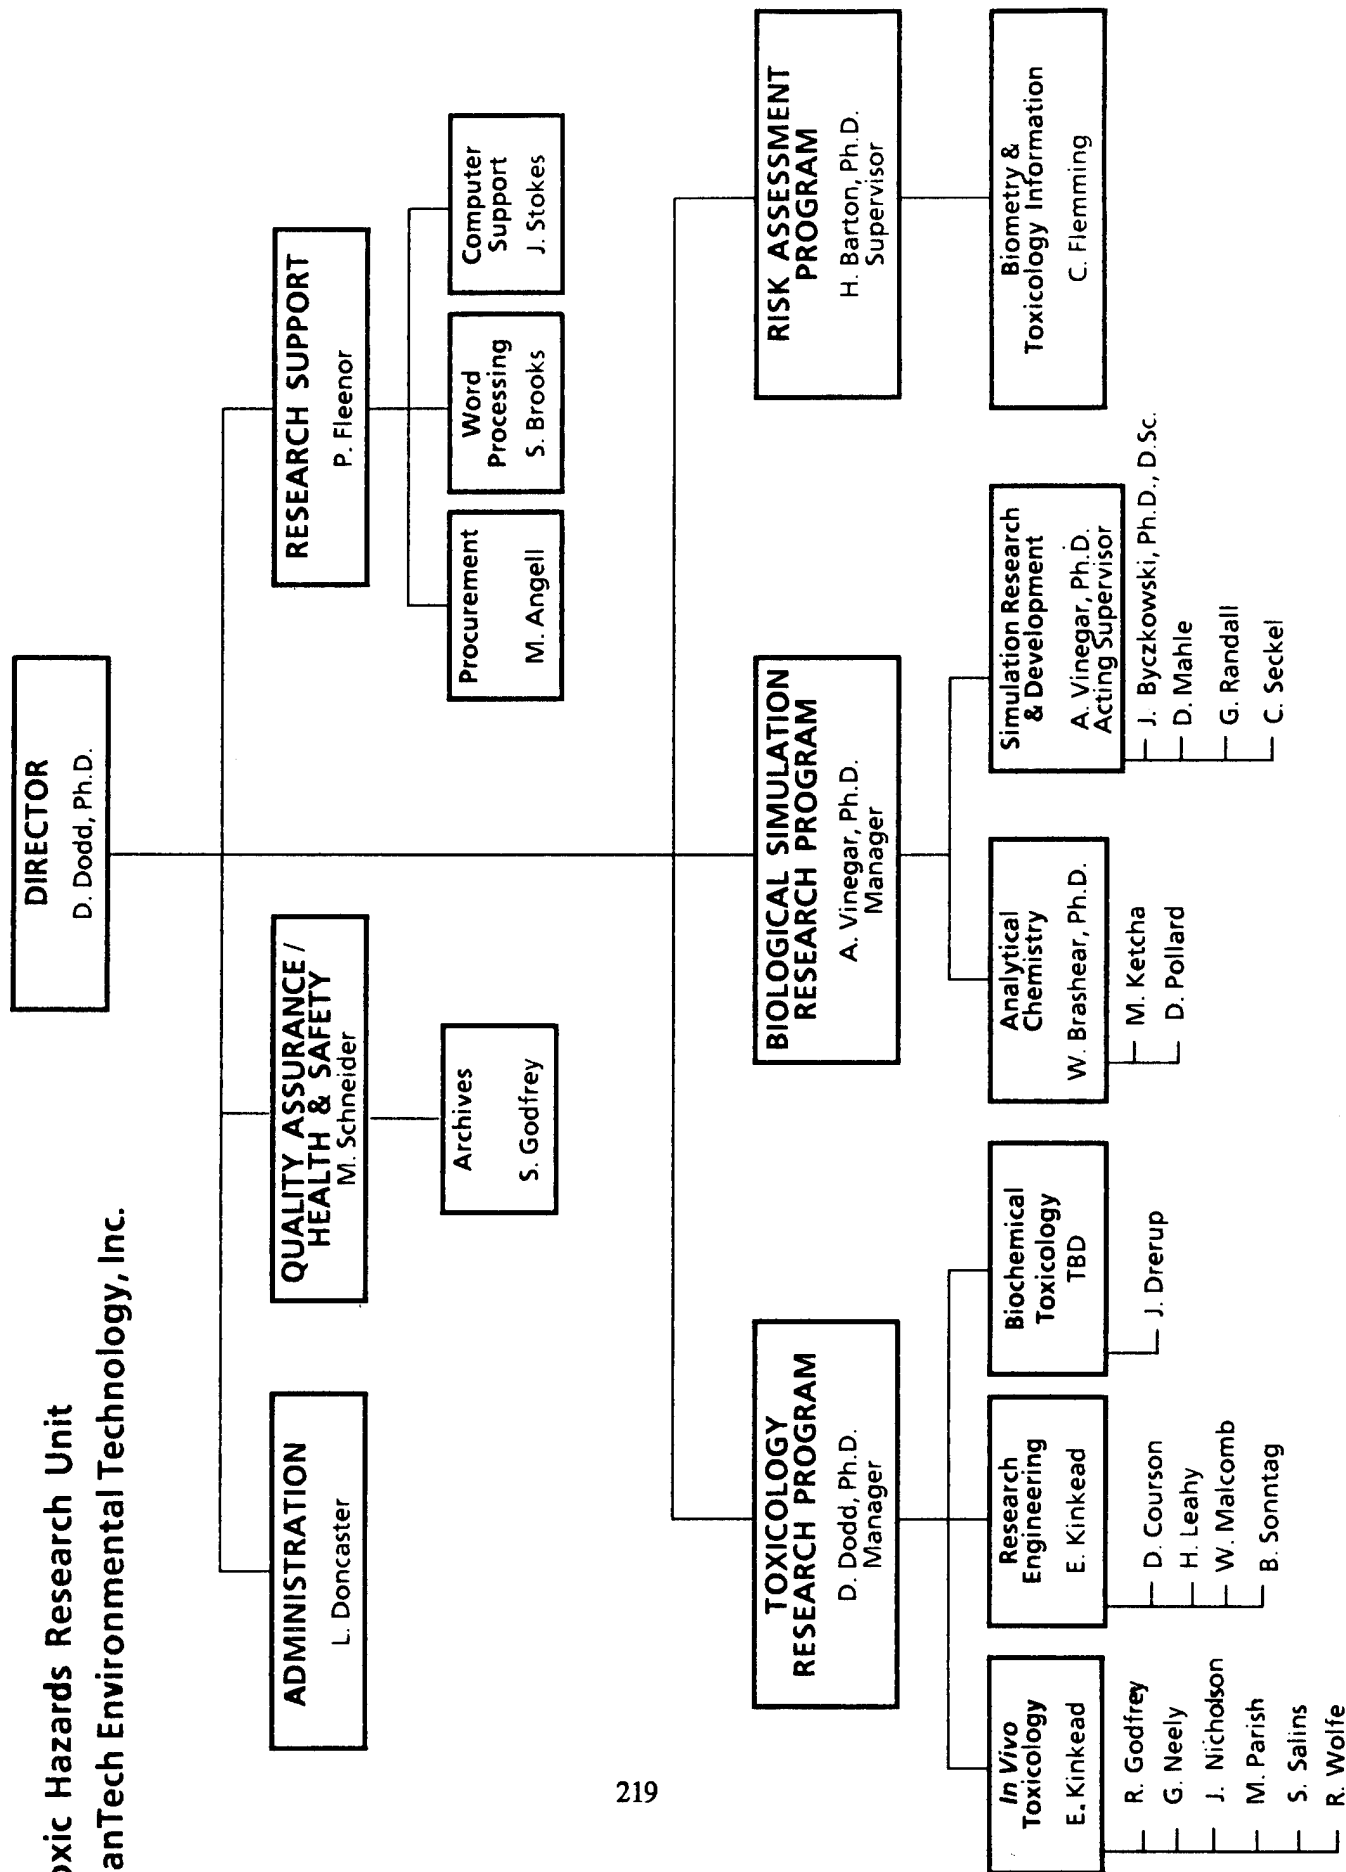 oxic Hazards Research Unit
anTech Environmental Technology, Inc.
DIRECTOR
D. Dodd, Ph.D.
ADMINISTRATION
L. Doncaster
QUALITY ASSURANCE/
HEALTH & SAFETY
M. Schneider
Archives
S. Godfrey
RESEARCH SUPPORT
P. Fleenor
Procurement
M. Angell
Word
Processing
S. Brooks
Computer
Support
J. Stokes
TOXICOLOGY
RESEARCH PROGRAM
D. Dodd, Ph.D.
Manager
In Vivo
Toxicology
E. Kinkead
R. Godfrey
G. Neely
J. Nicholson
M. Parish
S. Salins
R. Wolfe
Research
Engineering
E. Kinkead
D. Courson
H. Leahy
W. Malcomb
B. Sonntag
Biochemical
Toxicology
TBD
J. Drerup
BIOLOGICAL SIMULATION
RESEARCH PROGRAM
A. Vinegar, Ph.D.
Manager
Analytical
Chemistry
W. Brashear, Ph.D.
M. Ketcha
D. Pollard
Simulation Research
& Development
A. Vinegar, Ph.D.
Acting Supervisor
J. Byczkowski, Ph.D., D.Sc.
D. Mahle
G. Randall
C. Seckel
RISK ASSESSMENT
PROGRAM
H. Barton, Ph.D.
Supervisor
Biometry &
Toxicology Information
C. Flemming
219